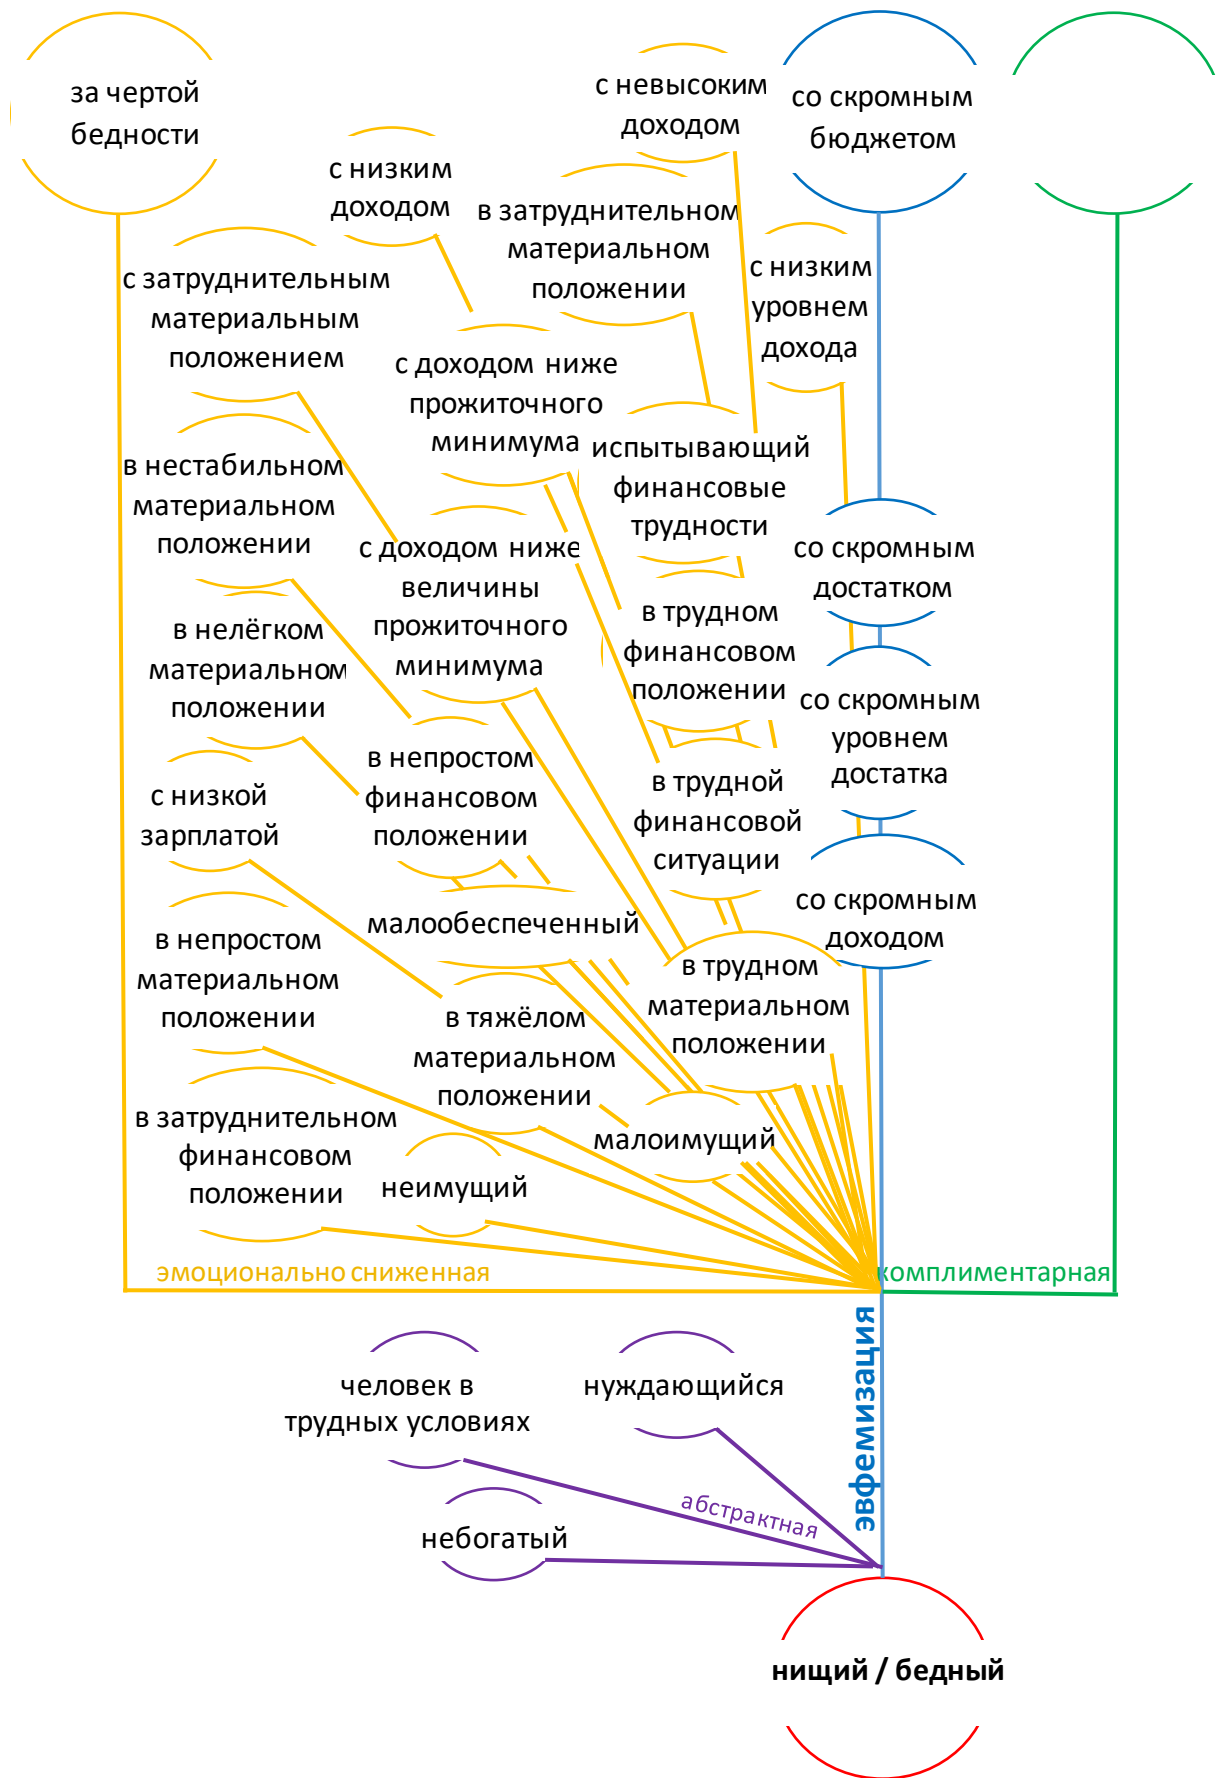 за чертой
бедности
с низким
доходом
с невысоким
доходом
со скромным
бюджетом
в затруднительном
материальном
положении
с затруднительным
материальным
положением
с низким
уровнем
дохода
с доходом ниже
прожиточного
минимума
испытывающий
финансовые
трудности
в нестабильном
материальном
положении
с доходом ниже
величины
прожиточного
минимума
со скромным
достатком
в трудном
финансовом
положении
в нелёгком
материальном
положении
со скромным
уровнем
достатка
в непростом
финансовом
положении
в трудной
финансовой
ситуации
с низкой
зарплатой
малообеспеченный
со скромным
доходом
в непростом
материальном
положении
в трудном
материальном
положении
в тяжёлом
материальном
положении
малоимущий
в затруднительном
финансовом
положении
неимущий
эмоционально сниженная
комплиментарная
эвфемизация
человек в
трудных условиях
нуждающийся
абстрактная
небогатый
нищий / бедный